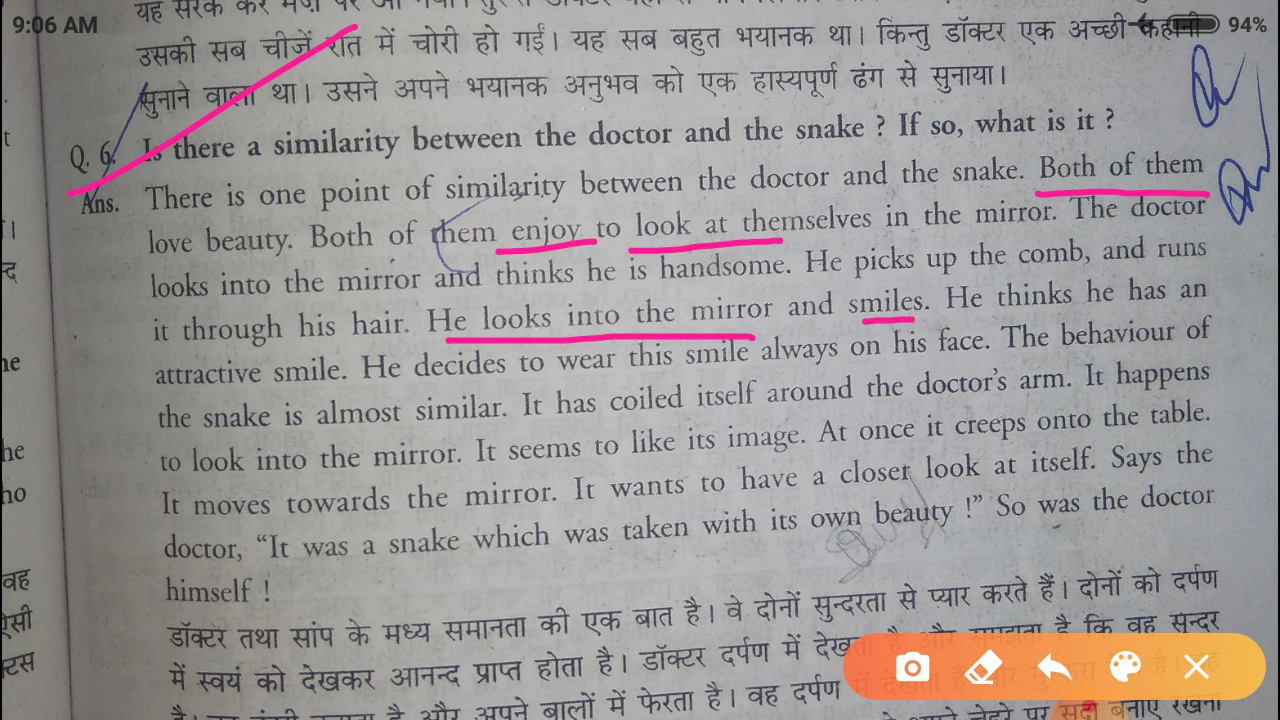 9:06 AM
94%
उसकी सब चीजें रात में चोरी हो गईं। यह सब बहुत भयानक था। किन्तु डॉक्टर एक अच्छी कहानी
सुनाने वाला था। उसने अपने भयानक अनुभव को एक हास्यपूर्ण ढंग से सुनाया।
Q. 6. Is there a similarity between the doctor and the snake ? If so, what is it ?
Ans. There is one point of similarity between the doctor and the snake. Both of them
love beauty. Both of them enjoy to look at themselves in the mirror. The doctor
looks into the mirror and thinks he is handsome. He picks up the comb, and runs
it through his hair. He looks into the mirror and smiles. He thinks he has an
attractive smile. He decides to wear this smile always on his face. The behaviour of
the snake is almost similar. It has coiled itself around the doctor's arm. It happens
to look into the mirror. It seems to like its image. At once it creeps onto the table.
It moves towards the mirror. It wants to have a closer look at itself. Says the
doctor, “It was a snake which was taken with its own beauty !” So was the doctor
himself !
डॉक्टर तथा सांप के मध्य समानता की एक बात है। वे दोनों सुन्दरता से प्यार करते हैं। दोनों को दर्पण
में स्वयं को देखकर आनन्द प्राप्त होता है। डॉक्टर दर्पण में देखता है और समझता है कि वह सुन्दर
और अपने बालों में फेरता है। वह दर्पण में देखता है
चेहरे पर सदा बनाए रखना